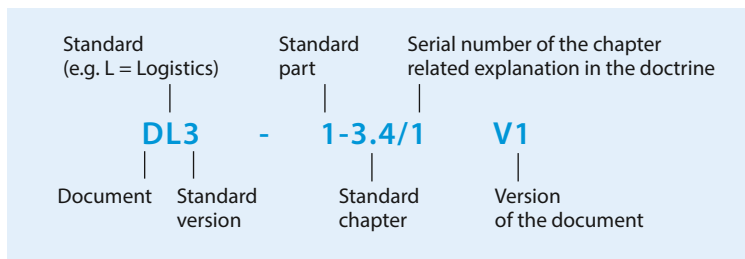 Standard
(e.g. L = Logistics)
Standard
part
Serial number of the chapter
related explanation in the doctrine
DL3 - 1-3.4/1 V1
Document
Standard
version
Standard
chapter
Version
of the document